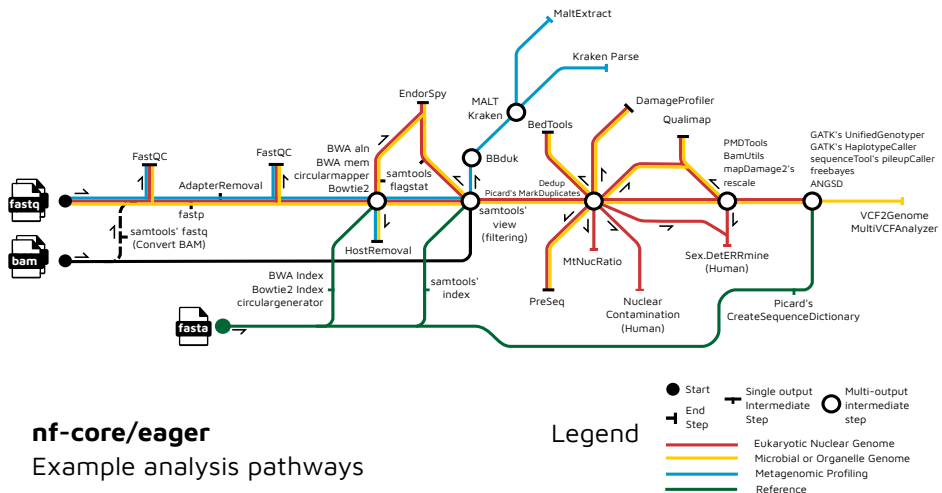 MaltExtract
Kraken Parse
EndorSpy
MALT
Kraken
DamageProfiler
Qualimap
BedTools
FastQC
FastQC
BWA aln
BWA mem
circularmapper
Bowtie2
samtools
flagstat
BBduk
Dedup
Picard's MarkDuplicates
PMDTools
BamUtils
mapDamage2's
rescale
GATK's UnifiedGenotyper
GATK's HaplotypeCaller
sequenceTool's pileupCaller
freebayes
ANGSD
AdapterRemoval
fastq
fastp
samtools' fastq
(Convert BAM)
bam
HostRemoval
samtools'
view
(filtering)
VCF2Genome
MultiVCFAnalyzer
MtNucRatio
Sex.DetERRmine
(Human)
BWA Index
Bowtie2 Index
circulargenerator
samtools'
index
PreSeq
Nuclear
Contamination
(Human)
Picard's
CreateSequenceDictionary
fasta
nf-core/eager
Example analysis pathways
Legend
Start
End
Step
Single output
Intermediate
Step
Multi-output
intermediate
step
Eukaryotic Nuclear Genome
Microbial or Organelle Genome
Metagenomic Profiling
Reference